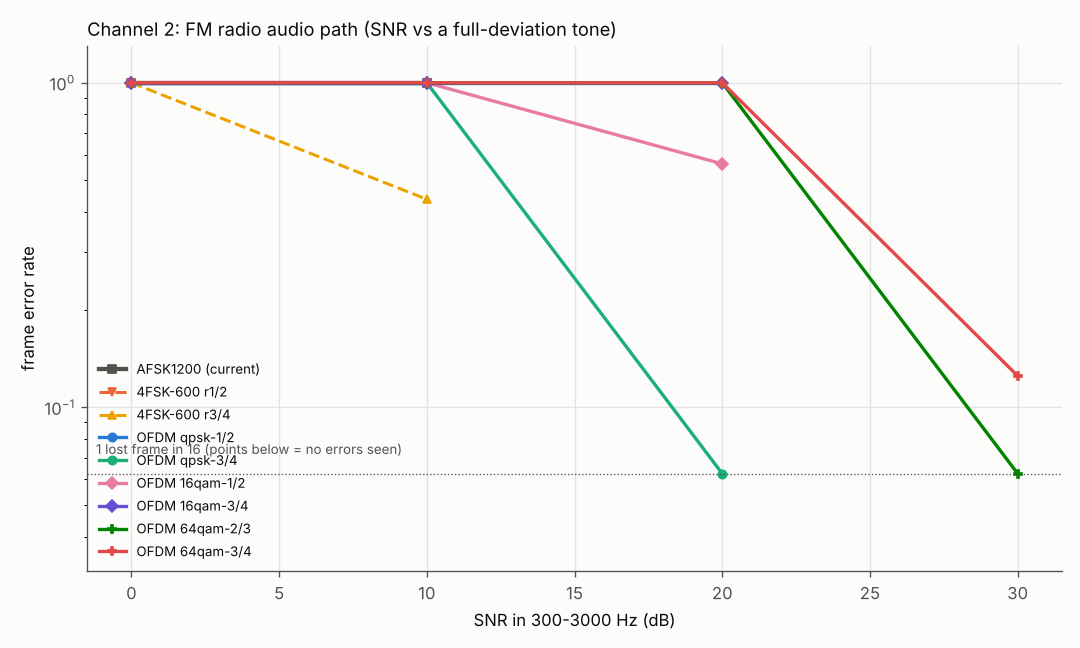 Channel 2: FM radio audio path (SNR vs a full-deviation tone)
10⁰
10⁻¹
frame error rate
AFSK1200 (current)
4FSK-600 r1/2
4FSK-600 r3/4
OFDM qpsk-1/2
1 lost frame in 16 (points below = no errors seen)
OFDM qpsk-3/4
OFDM 16qam-1/2
OFDM 16qam-3/4
OFDM 64qam-2/3
OFDM 64qam-3/4
0 5 10 15 20 25 30
SNR in 300-3000 Hz (dB)